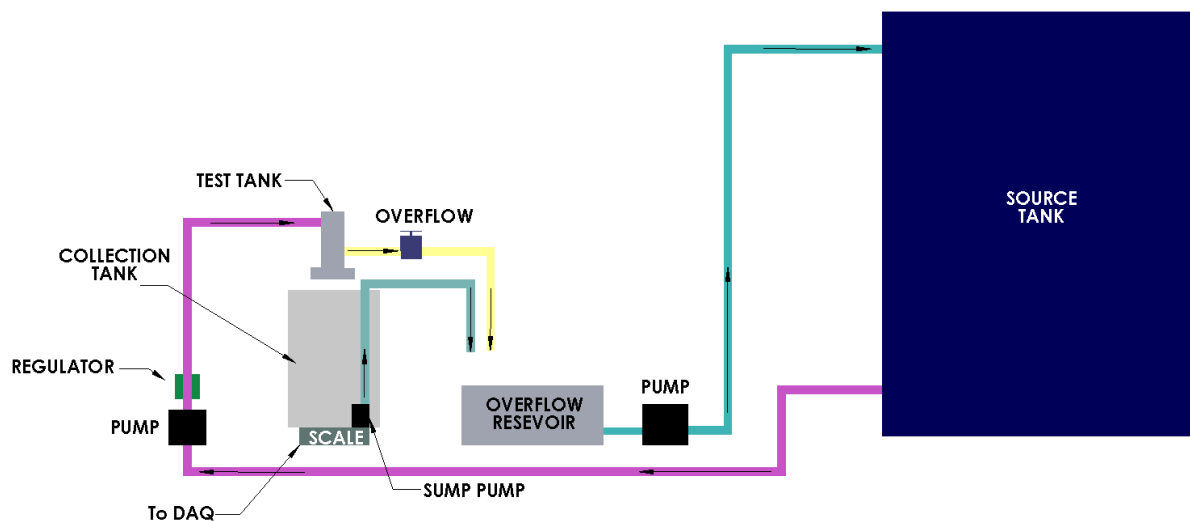 TEST TANK
OVERFLOW
COLLECTION
TANK
SOURCE
TANK
REGULATOR
PUMP
OVERFLOW
RESEVOIR
PUMP
SCALE
SUMP PUMP
To DAQ